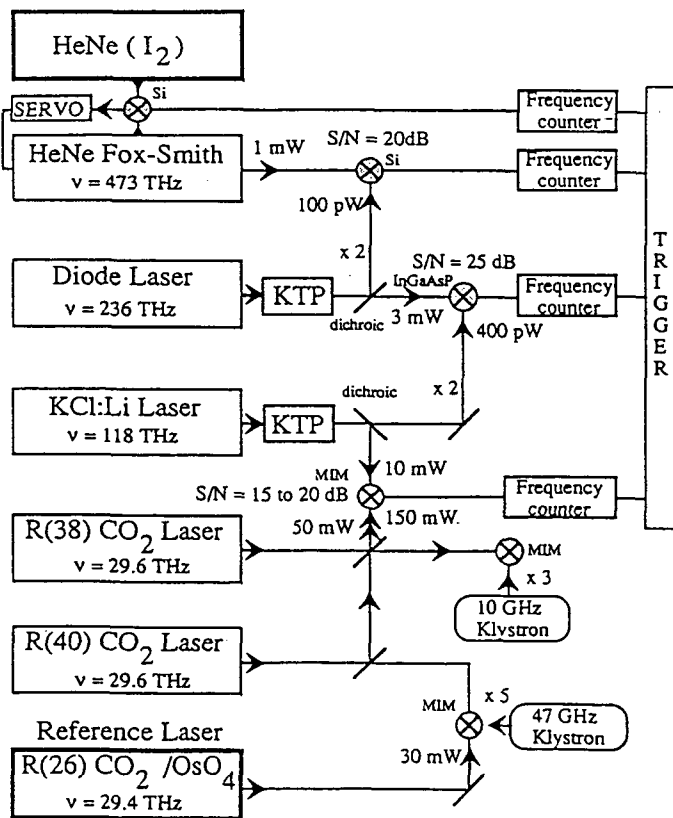 HeNe ( I2 )
Si
SERVO
Frequency
counter
HeNe Fox-Smith
ν = 473 THz
1 mW
S/N = 20dB
Si
Frequency
counter
100 pW
x 2
Diode Laser
ν = 236 THz
KTP
dichroic
S/N = 25 dB
InGaAsP
3 mW
400 pW
Frequency
counter
TRIGGER
KCl:Li Laser
ν = 118 THz
KTP
dichroic
x 2
10 mW
MIM
S/N = 15 to 20 dB
Frequency
counter
50 mW
150 mW.
R(38) CO2 Laser
ν = 29.6 THz
MIM
x 3
10 GHz
Klystron
R(40) CO2 Laser
ν = 29.6 THz
MIM
x 5
47 GHz
Klystron
Reference Laser
R(26) CO2 /OsO4
ν = 29.4 THz
30 mW